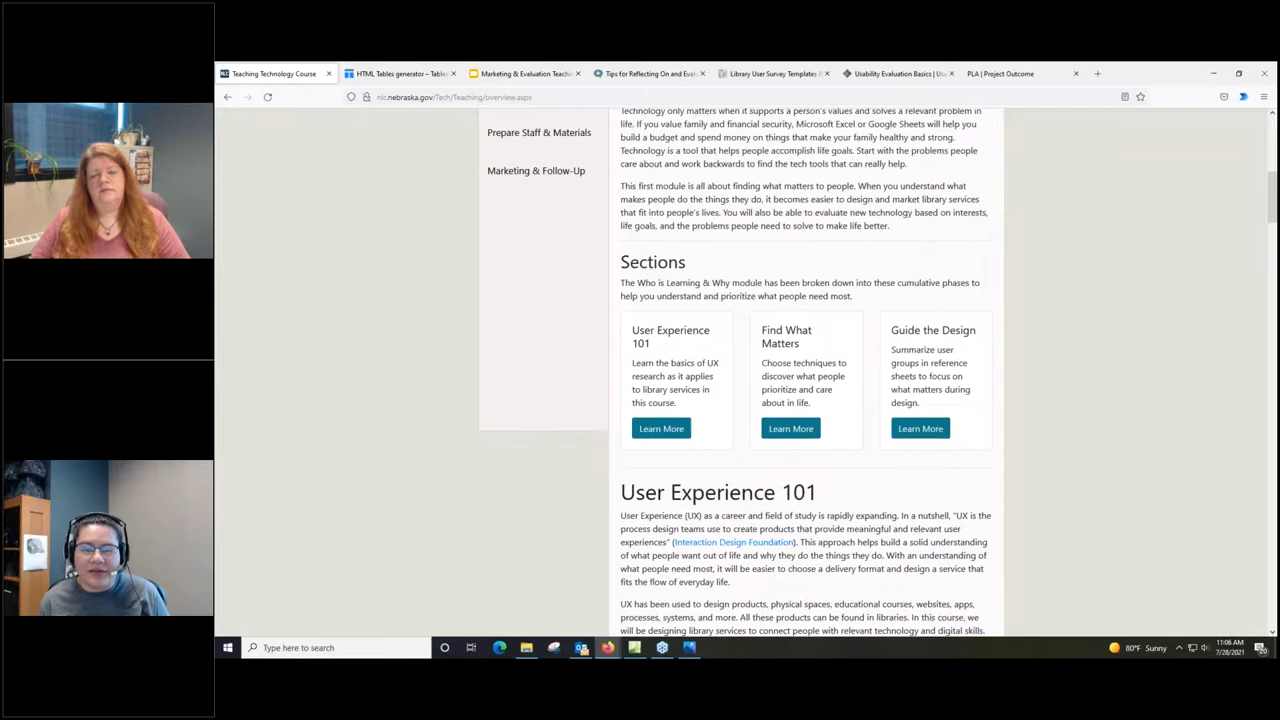 Teaching Technology Course
HTML Tables generator – Tables
Marketing & Evaluation Teachin
Tips for Reflecting On and Evalu
Library User Survey Templates &
Usability Evaluation Basics | Us
PLA | Project Outcome
nlc.nebraska.gov/Tech/Teaching/overview.aspx
Prepare Staff & Materials
Marketing & Follow-Up
Technology only matters when it supports a person's values and solves a relevant problem in
life. If you value family and financial security, Microsoft Excel or Google Sheets will help you
build a budget and spend money on things that make your family healthy and strong.
Technology is a tool that helps people accomplish life goals. Start with the problems people
care about and work backwards to find the tech tools that can really help.
This first module is all about finding what matters to people. When you understand what
makes people do the things they do, it becomes easier to design and market library services
that fit into people's lives. You will also be able to evaluate new technology based on interests,
life goals, and the problems people need to solve to make life better.
Sections
The Who is Learning & Why module has been broken down into these cumulative phases to
help you understand and prioritize what people need most.
User Experience
101
Learn the basics of UX
research as it applies
to library services in
this course.
Learn More
Find What
Matters
Choose techniques to
discover what people
prioritize and care
about in life.
Learn More
Guide the Design
Summarize user
groups in reference
sheets to focus on
what matters during
design.
Learn More
User Experience 101
User Experience (UX) as a career and field of study is rapidly expanding. In a nutshell, "UX is the
process design teams use to create products that provide meaningful and relevant user
experiences" (Interaction Design Foundation). This approach helps build a solid understanding
of what people want out of life and why they do the things they do. With an understanding of
what people need most, it will be easier to choose a delivery format and design a service that
fits the flow of everyday life.
UX has been used to design products, physical spaces, educational courses, websites, apps,
processes, systems, and more. All these products can be found in libraries. In this course, we
will be designing library services to connect people with relevant technology and digital skills.
Type here to search
80°F Sunny
11:06 AM
7/28/2021
20